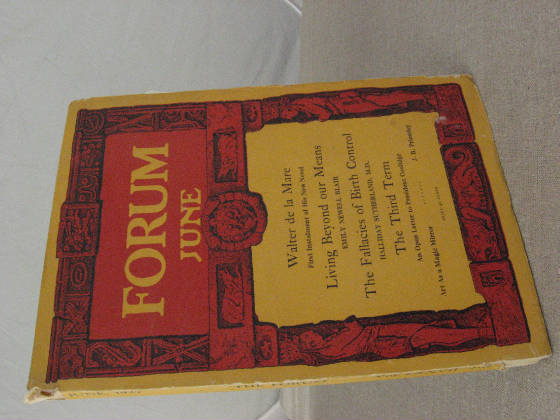 FORUM
JUNE
Walter de la Mare
First Instalment of His New Novel
Living Beyond our Means
EMILY NEWELL BLAIR
The Fallacies of Birth Control
HALLIDAY SUTHERLAND, M.D.
The Third Term
An Open Letter to President Coolidge
Art As a Magic Mirror
J. B. Priestley